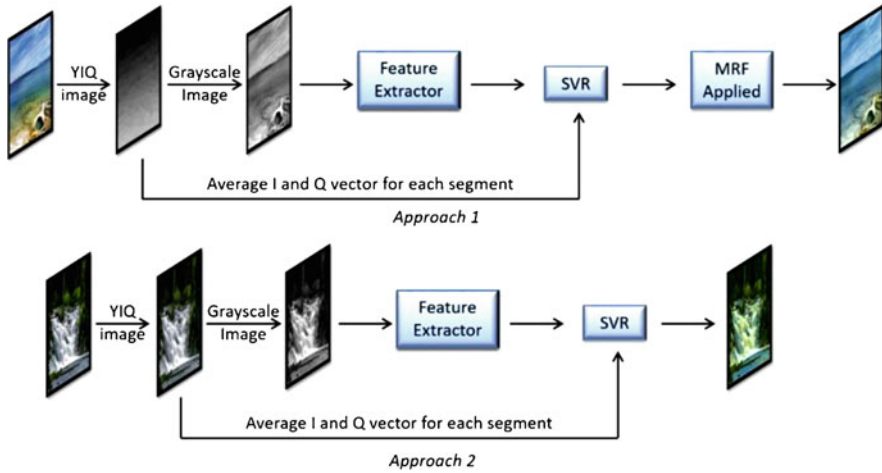 YIQ
image
Grayscale
Image
Feature
Extractor
SVR
MRF
Applied
Average I and Q vector for each segment
Approach 1
YIQ
image
Grayscale
Image
Feature
Extractor
SVR
Average I and Q vector for each segment
Approach 2